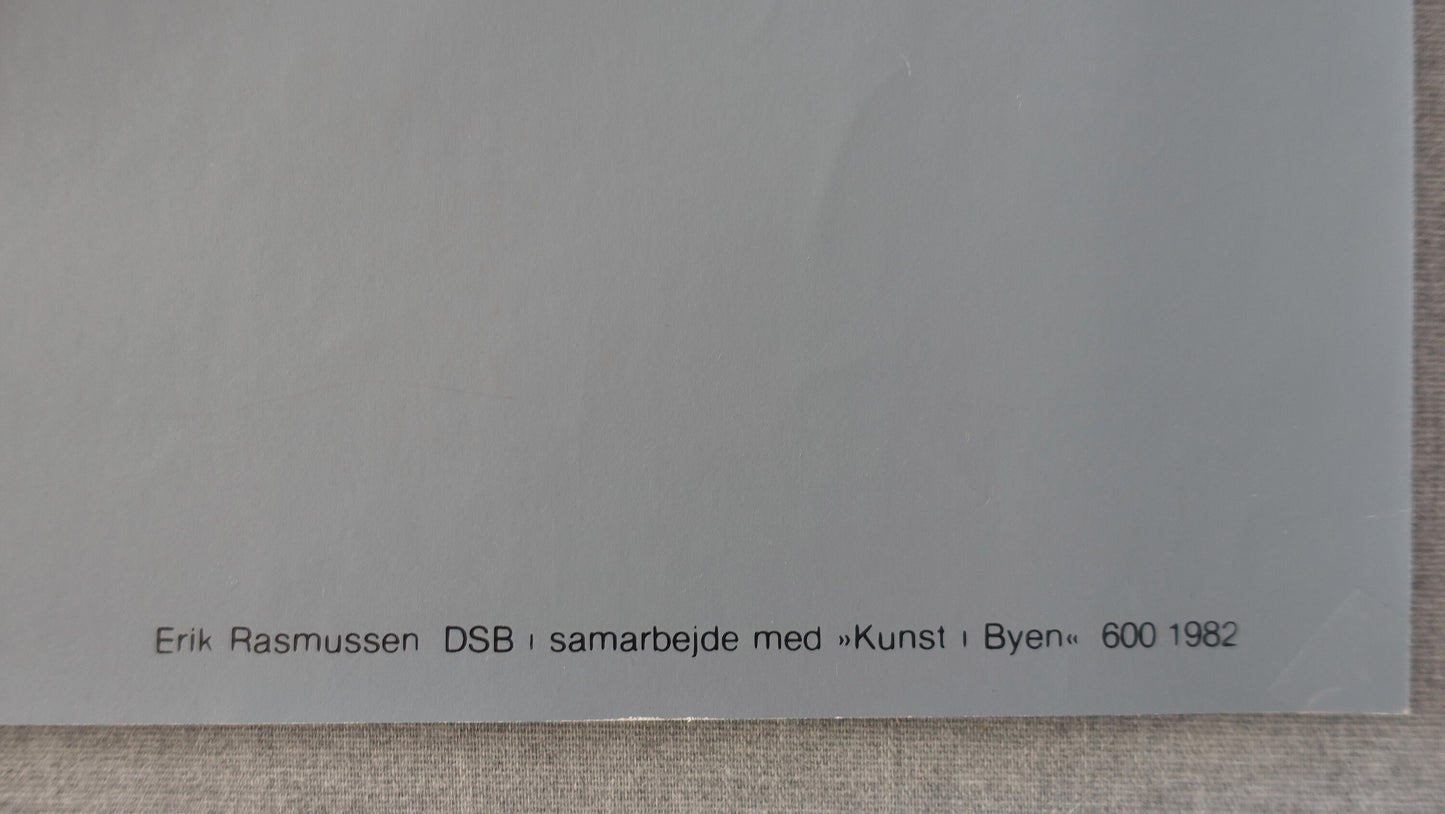 Erik Rasmussen DSB i samarbejde med »Kunst i Byen« 600 1982